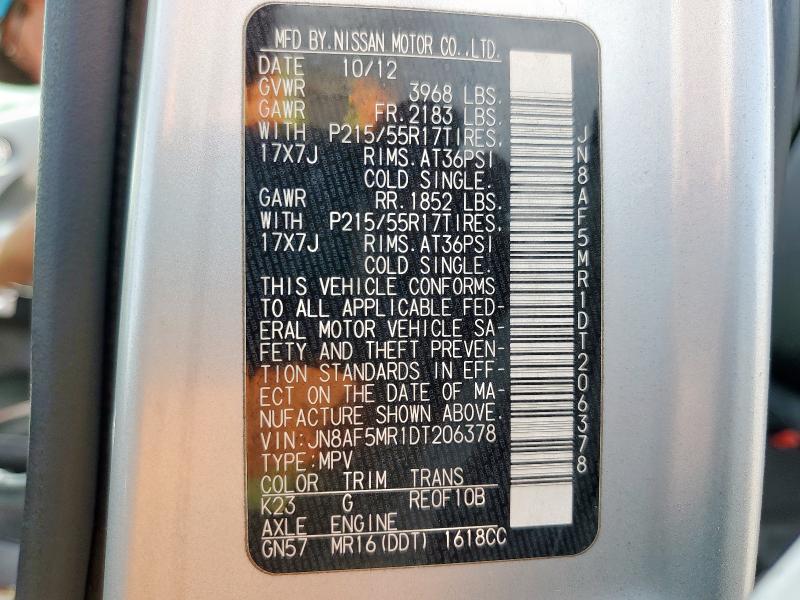 MFD BY.NISSAN MOTOR CO.,LTD.
DATE 10/12
GVWR 3968 LBS.
GAWR FR.2183 LBS.
WITH P215/55R17TIRES,
17X7J RIMS.AT36PSI
COLD SINGLE.
GAWR RR.1852 LBS.
WITH P215/55R17TIRES,
17X7J RIMS.AT36PSI
COLD SINGLE.
THIS VEHICLE CONFORMS
TO ALL APPLICABLE FED-
ERAL MOTOR VEHICLE SA-
FETY AND THEFT PREVEN-
TION STANDARDS IN EFF-
ECT ON THE DATE OF MA-
NUFACTURE SHOWN ABOVE.
VIN:JN8AF5MR1DT206378
TYPE:MPV
COLOR TRIM TRANS
K23 G RE0F10B
AXLE ENGINE
GN57 MR16(DDT) 1618CC
JN8AF5MR1DT206378